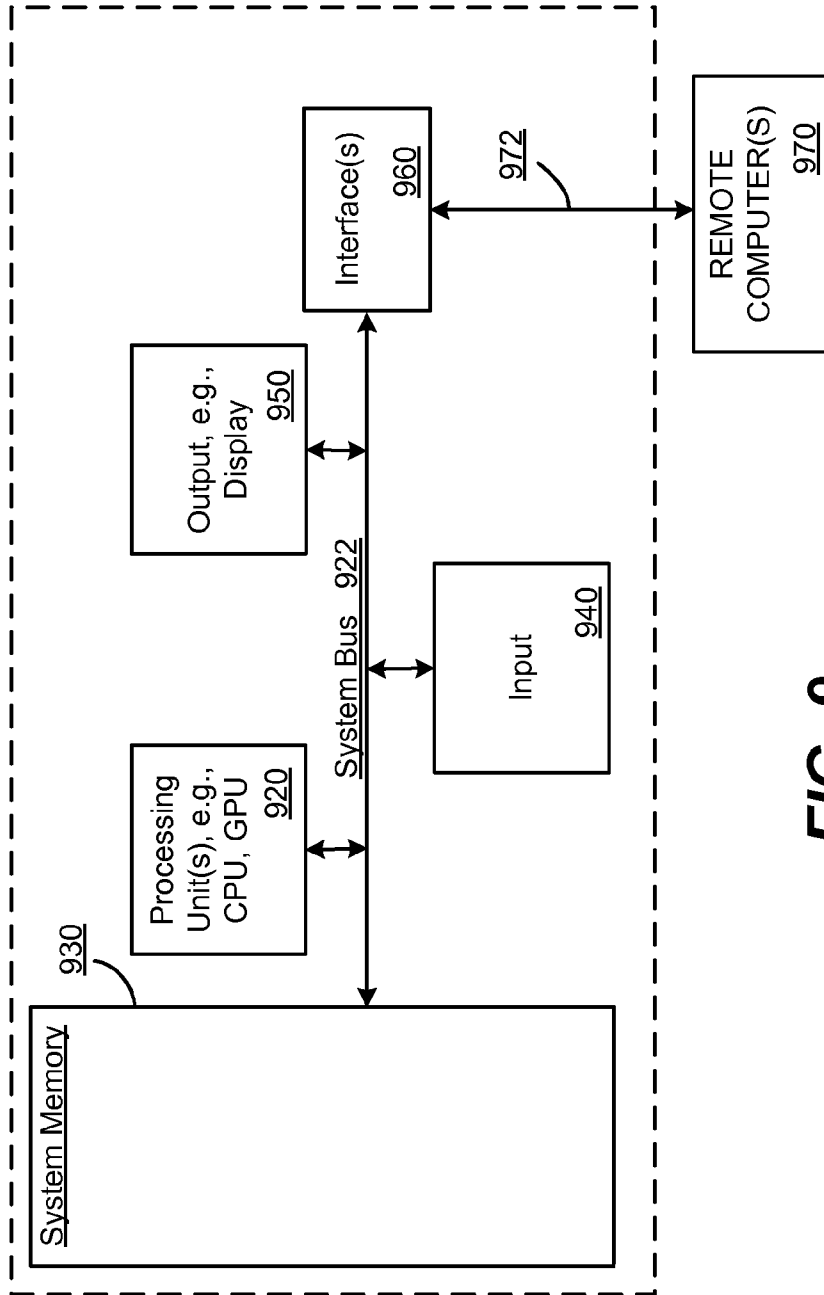 System Memory
930
Processing
Unit(s), e.g.,
CPU, GPU
920
Output, e.g.,
Display
950
System Bus 922
Interface(s)
960
Input
940
972
REMOTE
COMPUTER(S)
970
FIG